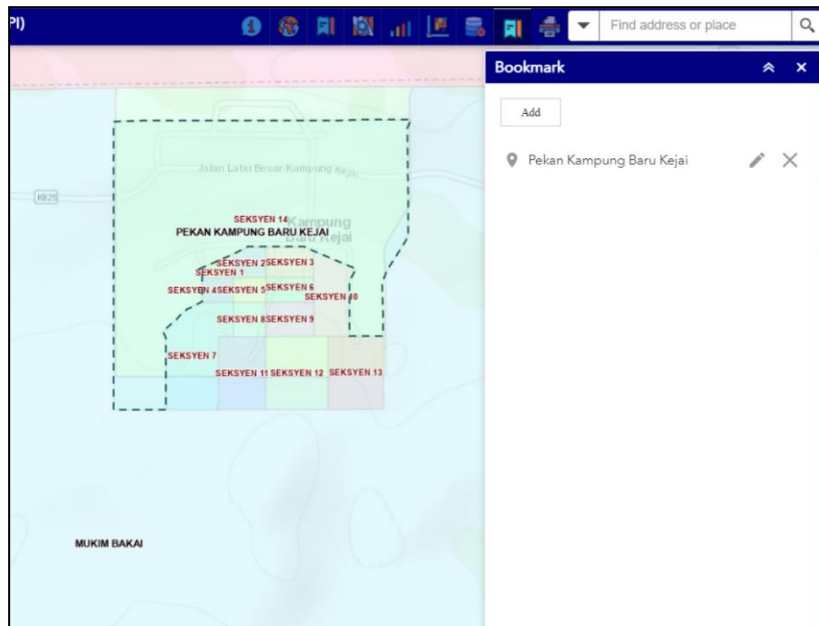 PI)
Find address or place
Bookmark
Add
Pekan Kampung Baru Kejai
Jalan Labu Besar-Kampung Kejai
K825
SEKSYEN 14
Kampung
Baru Kejai
PEKAN KAMPUNG BARU KEJAI
SEKSYEN 2
SEKSYEN 3
SEKSYEN 1
SEKSYEN 4
SEKSYEN 5
SEKSYEN 6
SEKSYEN 10
SEKSYEN 8
SEKSYEN 9
SEKSYEN 7
SEKSYEN 11
SEKSYEN 12
SEKSYEN 13
MUKIM BAKAI